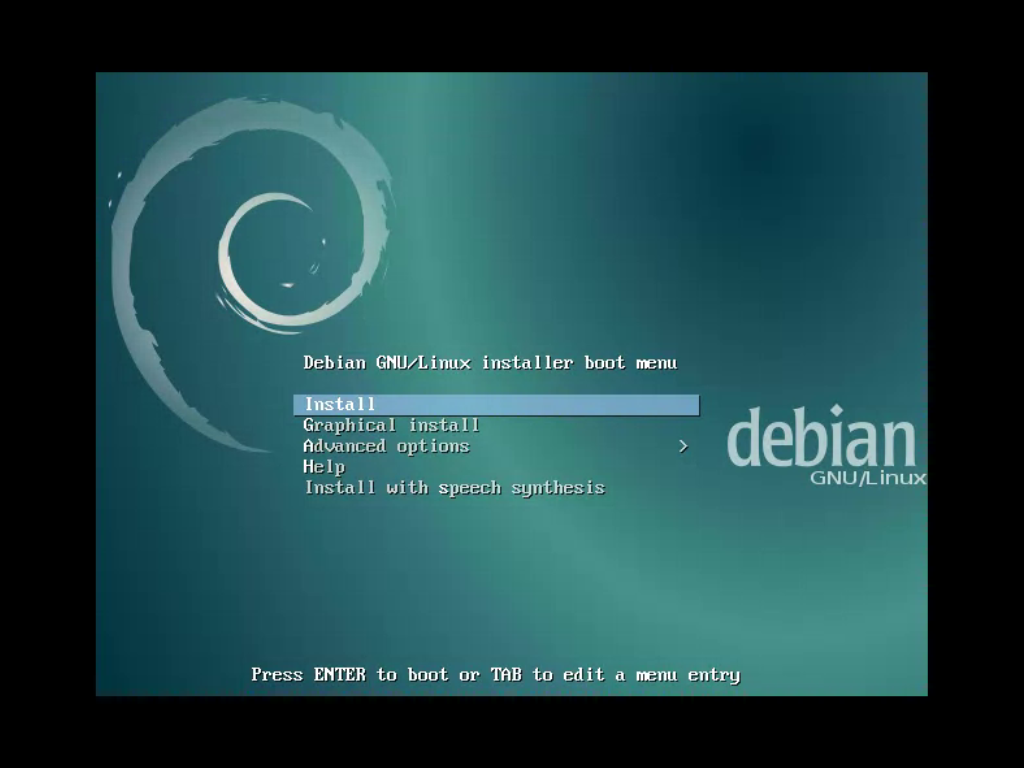 Debian GNU/Linux installer boot menu
Install
Graphical install
Advanced options >
Help
Install with speech synthesis
debian
GNU/Linux
Press ENTER to boot or TAB to edit a menu entry